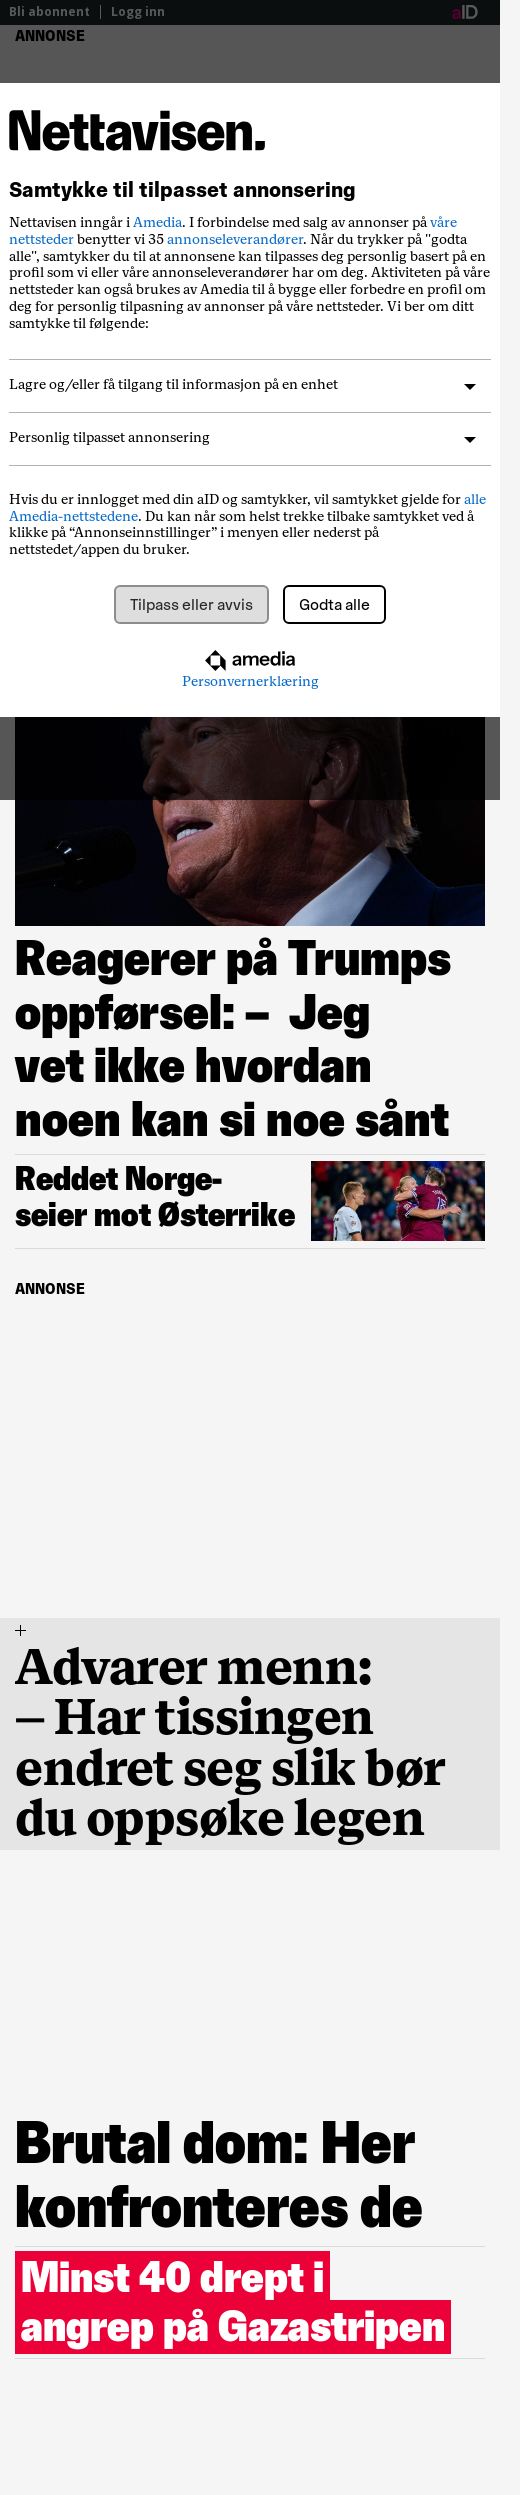 Bli abonnent | Logg inn
aID
ANNONSE
Nettavisen.
Samtykke til tilpasset annonsering
Nettavisen inngår i Amedia. I forbindelse med salg av annonser på våre
nettsteder benytter vi 35 annonseleverandører. Når du trykker på "godta
alle", samtykker du til at annonsene kan tilpasses deg personlig basert på en
profil som vi eller våre annonseleverandører har om deg. Aktiviteten på våre
nettsteder kan også brukes av Amedia til å bygge eller forbedre en profil om
deg for personlig tilpasning av annonser på våre nettsteder. Vi ber om ditt
samtykke til følgende:
Lagre og/eller få tilgang til informasjon på en enhet
Personlig tilpasset annonsering
Hvis du er innlogget med din aID og samtykker, vil samtykket gjelde for alle
Amedia-nettstedene. Du kan når som helst trekke tilbake samtykket ved å
klikke på “Annonseinnstillinger” i menyen eller nederst på
nettstedet/appen du bruker.
Tilpass eller avvis
Godta alle
amedia
Personvernerklæring
Reagerer på Trumps
oppførsel: – Jeg
vet ikke hvordan
noen kan si noe sånt
Reddet Norge-
seier mot Østerrike
ANNONSE
+
Advarer menn:
– Har tissingen
endret seg slik bør
du oppsøke legen
Brutal dom: Her
konfronteres de
Minst 40 drept i
angrep på Gazastripen